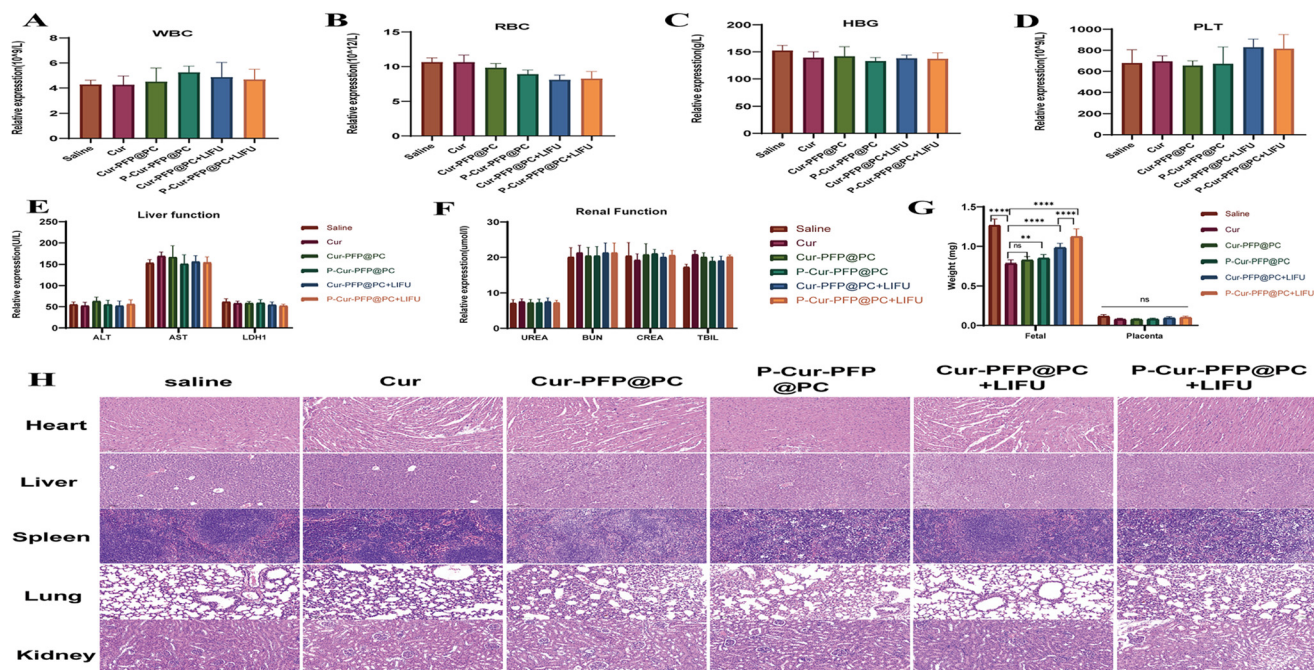 A
WBC
Relative expresstion(10^9/L)
8
6
4
2
0
Saline
Cur
Cur-PFP@PC
P-Cur-PFP@PC
Cur-PFP@PC+LIFU
P-Cur-PFP@PC+LIFU
B
RBC
Relative expresstion(10^12/L)
15
10
5
0
Saline
Cur
Cur-PFP@PC
P-Cur-PFP@PC
Cur-PFP@PC+LIFU
P-Cur-PFP@PC+LIFU
C
HBG
Relative expresstion(g/L)
200
150
100
50
0
Saline
Cur
Cur-PFP@PC
P-Cur-PFP@PC
Cur-PFP@PC+LIFU
P-Cur-PFP@PC+LIFU
D
PLT
Relative expresstion(10^9/L)
1000
800
600
400
200
0
Saline
Cur
Cur-PFP@PC
P-Cur-PFP@PC
Cur-PFP@PC+LIFU
P-Cur-PFP@PC+LIFU
E
Liver function
Relative expresstion(U/L)
250
200
150
100
50
0
ALT AST LDH1
Saline
Cur
Cur-PFP@PC
P-Cur-PFP@PC
Cur-PFP@PC+LIFU
P-Cur-PFP@PC+LIFU
F
Renal Function
Relative expresstion(umol/l)
30
20
10
0
UREA BUN CREA TBIL
Saline
Cur
Cur-PFP@PC
P-Cur-PFP@PC
Cur-PFP@PC+LIFU
P-Cur-PFP@PC+LIFU
G
Weight (mg)
1.5
1.0
0.5
0.0
****
****
****
****
**
ns
ns
Fetal Placenta
Saline
Cur
Cur-PFP@PC
P-Cur-PFP@PC
Cur-PFP@PC+LIFU
P-Cur-PFP@PC+LIFU
H
saline
Cur
Cur-PFP@PC
P-Cur-PFP
@PC
Cur-PFP@PC
+LIFU
P-Cur-PFP@PC
+LIFU
Heart
Liver
Spleen
Lung
Kidney